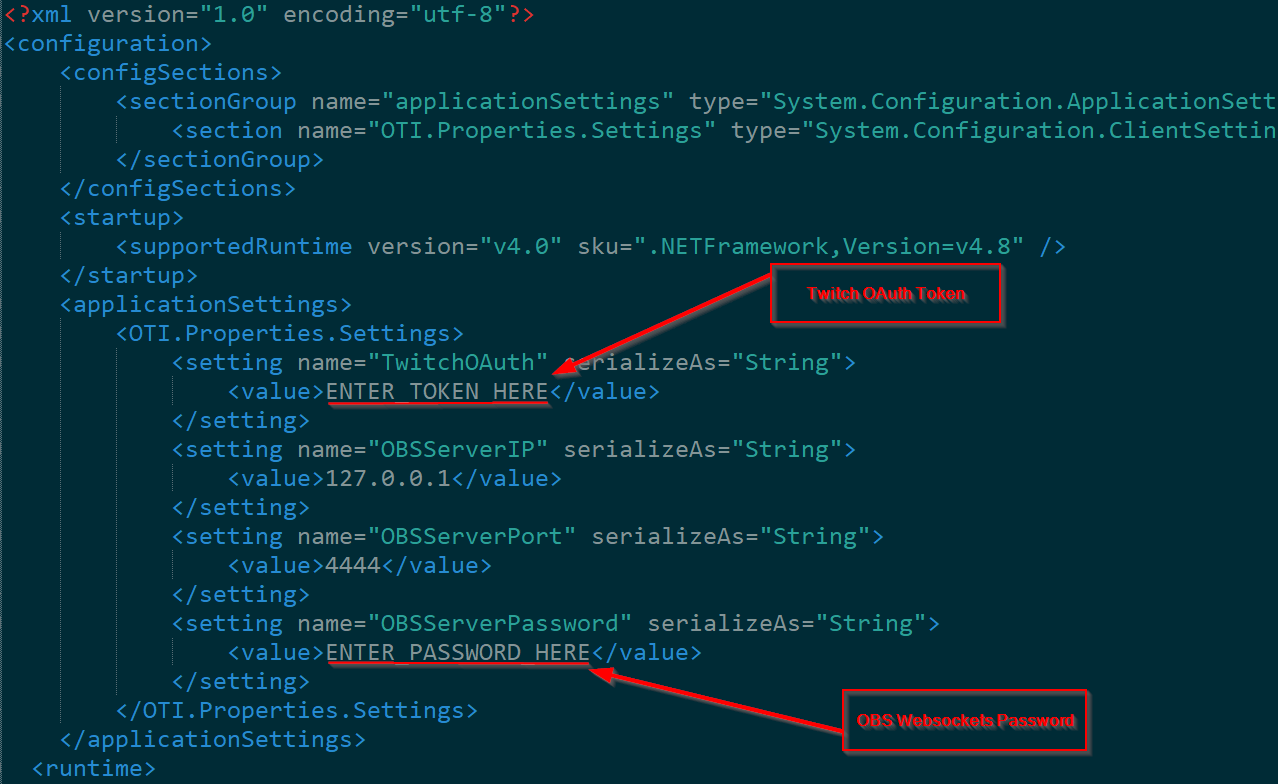 <?xml version="1.0" encoding="utf-8"?>
<configuration>
<configSections>
<sectionGroup name="applicationSettings" type="System.Configuration.ApplicationSett
<section name="OTI.Properties.Settings" type="System.Configuration.ClientSettin
</sectionGroup>
</configSections>
<startup>
<supportedRuntime version="v4.0" sku=".NETFramework,Version=v4.8" />
</startup>
Twitch OAuth Token
<applicationSettings>
<OTI.Properties.Settings>
<setting name="TwitchOAuth" serializeAs="String">
<value>ENTER_TOKEN_HERE</value>
</setting>
<setting name="OBSServerIP" serializeAs="String">
<value>127.0.0.1</value>
</setting>
<setting name="OBSServerPort" serializeAs="String">
<value>4444</value>
</setting>
<setting name="OBSServerPassword" serializeAs="String">
<value>ENTER_PASSWORD_HERE</value>
</setting>
</OTI.Properties.Settings>
OBS Websockets Password
</applicationSettings>
<runtime>